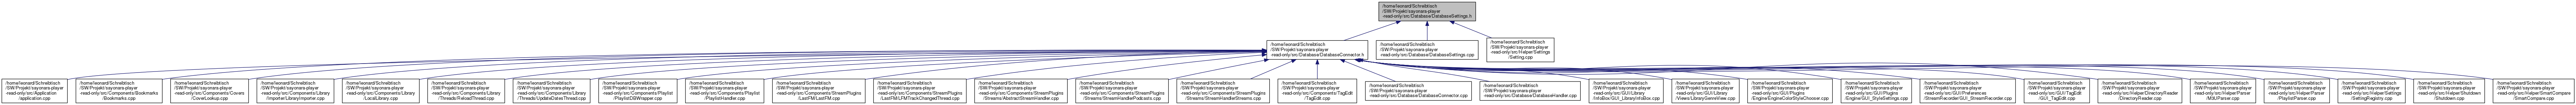 /home/leonard/Schreibtisch
/SW/Projekt/sayonara-player
-read-only/src/Database/DatabaseSettings.h
/home/leonard/Schreibtisch
/SW/Projekt/sayonara-player
-read-only/src/Database/DatabaseConnector.h
/home/leonard/Schreibtisch
/SW/Projekt/sayonara-player
-read-only/src/Database/DatabaseSettings.cpp
/home/leonard/Schreibtisch
/SW/Projekt/sayonara-player
-read-only/src/HelperSettings
/Setting.cpp
/home/leonard/Schreibtisch
/SW/Projekt/sayonara-player
-read-only/src/Application
/application.cpp
/home/leonard/Schreibtisch
/SW/Projekt/sayonara-player
-read-only/src/Components/Bookmarks
/Bookmarks.cpp
/home/leonard/Schreibtisch
/SW/Projekt/sayonara-player
-read-only/src/Components/Covers
/CoverLookup.cpp
/home/leonard/Schreibtisch
/SW/Projekt/sayonara-player
-read-only/src/Components/Library
/Importer/LibraryImporter.cpp
/home/leonard/Schreibtisch
/SW/Projekt/sayonara-player
-read-only/src/Components/Library
/LocalLibrary.cpp
/home/leonard/Schreibtisch
/SW/Projekt/sayonara-player
-read-only/src/Components/Library
/Threads/ReloadThread.cpp
/home/leonard/Schreibtisch
/SW/Projekt/sayonara-player
-read-only/src/Components/Library
/Threads/UpdateDatesThread.cpp
/home/leonard/Schreibtisch
/SW/Projekt/sayonara-player
-read-only/src/Components/Playlist
/PlaylistDBWrapper.cpp
/home/leonard/Schreibtisch
/SW/Projekt/sayonara-player
-read-only/src/Components/Playlist
/PlaylistHandler.cpp
/home/leonard/Schreibtisch
/SW/Projekt/sayonara-player
-read-only/src/Components/StreamPlugins
/LastFM/LastFM.cpp
/home/leonard/Schreibtisch
/SW/Projekt/sayonara-player
-read-only/src/Components/StreamPlugins
/LastFM/LFMTrackChangedThread.cpp
/home/leonard/Schreibtisch
/SW/Projekt/sayonara-player
-read-only/src/Components/StreamPlugins
/Streams/AbstractStreamHandler.cpp
/home/leonard/Schreibtisch
/SW/Projekt/sayonara-player
-read-only/src/Components/StreamPlugins
/Streams/StreamHandlerPodcasts.cpp
/home/leonard/Schreibtisch
/SW/Projekt/sayonara-player
-read-only/src/Components/StreamPlugins
/Streams/StreamHandlerStreams.cpp
/home/leonard/Schreibtisch
/SW/Projekt/sayonara-player
-read-only/src/Components/TagEdit
/TagEdit.cpp
/home/leonard/Schreibtisch
/SW/Projekt/sayonara-player
-read-only/src/Database/DatabaseConnector.cpp
/home/leonard/Schreibtisch
/SW/Projekt/sayonara-player
-read-only/src/Database/DatabaseHandler.cpp
/home/leonard/Schreibtisch
/SW/Projekt/sayonara-player
-read-only/src/GUI/Library
/InfoBox/GUI_LibraryInfoBox.cpp
/home/leonard/Schreibtisch
/SW/Projekt/sayonara-player
-read-only/src/GUI/Library
/Views/LibraryGenreView.cpp
/home/leonard/Schreibtisch
/SW/Projekt/sayonara-player
-read-only/src/GUI/Plugins
/Engine/EngineColorStyleChooser.cpp
/home/leonard/Schreibtisch
/SW/Projekt/sayonara-player
-read-only/src/GUI/Plugins
/Engine/GUI_StyleSettings.cpp
/home/leonard/Schreibtisch
/SW/Projekt/sayonara-player
-read-only/src/GUI/Preferences
/StreamRecorder/GUI_StreamRecorder.cpp
/home/leonard/Schreibtisch
/SW/Projekt/sayonara-player
-read-only/src/GUI/TagEdit
/GUI_TagEdit.cpp
/home/leonard/Schreibtisch
/SW/Projekt/sayonara-player
-read-only/src/Helper/DirectoryReader
/DirectoryReader.cpp
/home/leonard/Schreibtisch
/SW/Projekt/sayonara-player
-read-only/src/HelperParser
/M3UParser.cpp
/home/leonard/Schreibtisch
/SW/Projekt/sayonara-player
-read-only/src/HelperParser
/PlaylistParser.cpp
/home/leonard/Schreibtisch
/SW/Projekt/sayonara-player
-read-only/src/HelperSettings
/SettingRegistry.cpp
/home/leonard/Schreibtisch
/SW/Projekt/sayonara-player
-read-only/src/HelperShutdown
/Shutdown.cpp
/home/leonard/Schreibtisch
/SW/Projekt/sayonara-player
-read-only/src/HelperSmartCompare
/SmartCompare.cpp